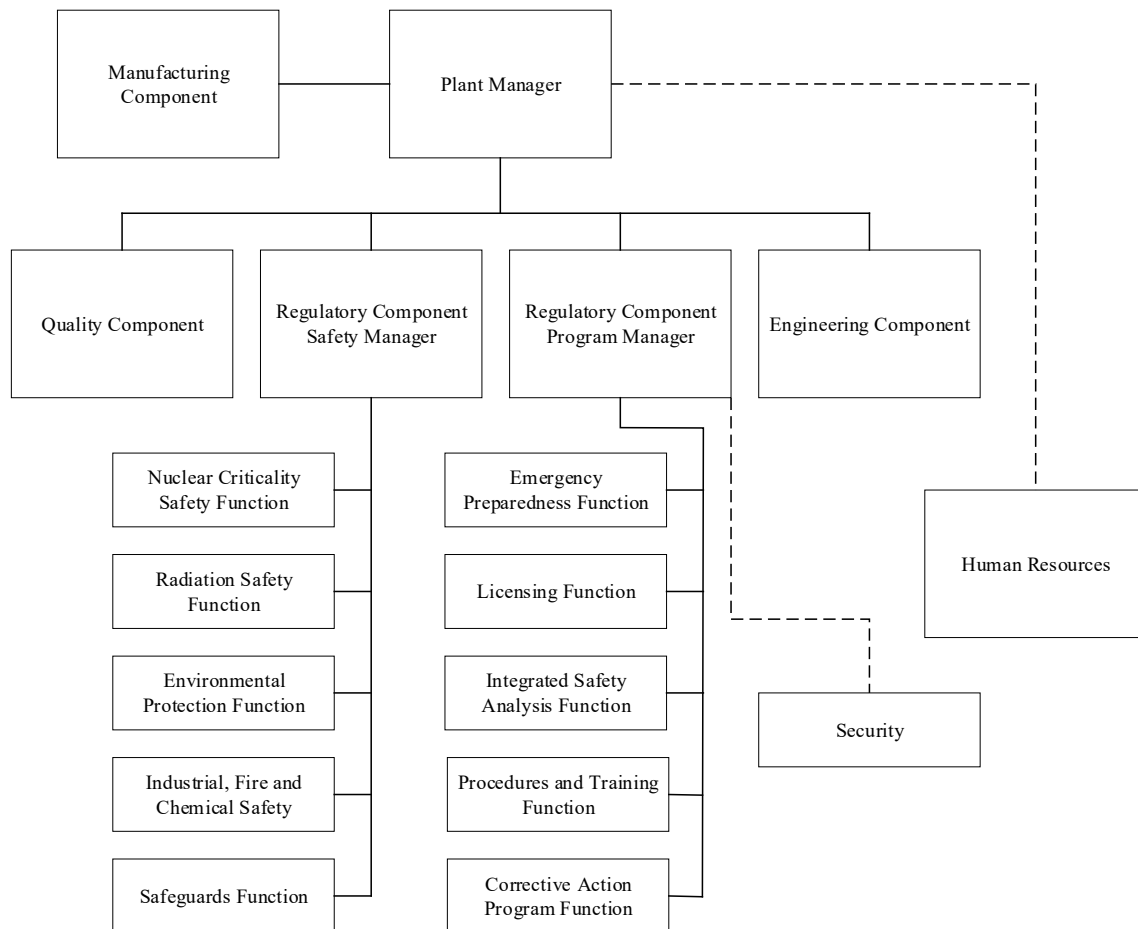 Manufacturing
Component
Plant Manager
Quality Component
Regulatory Component
Safety Manager
Regulatory Component
Program Manager
Engineering Component
Nuclear Criticality
Safety Function
Radiation Safety
Function
Environmental
Protection Function
Industrial, Fire and
Chemical Safety
Safeguards Function
Emergency
Preparedness Function
Licensing Function
Integrated Safety
Analysis Function
Procedures and Training
Function
Corrective Action
Program Function
Human Resources
Security